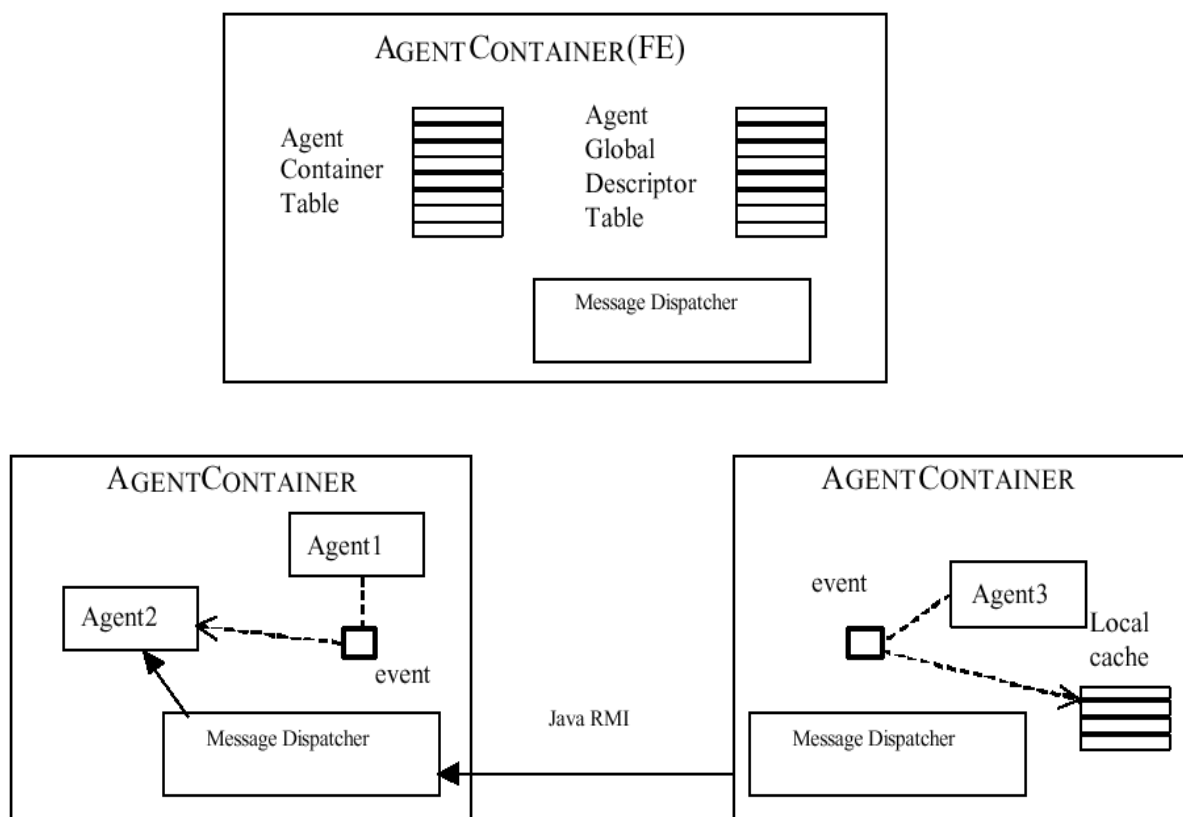 AGENTCONTAINER(FE)
Agent
Container
Table
Agent
Global
Descriptor
Table
Message Dispatcher
AGENTCONTAINER
Agent1
Agent2
event
Message Dispatcher
Java RMI
AGENTCONTAINER
event
Agent3
Local
cache
Message Dispatcher